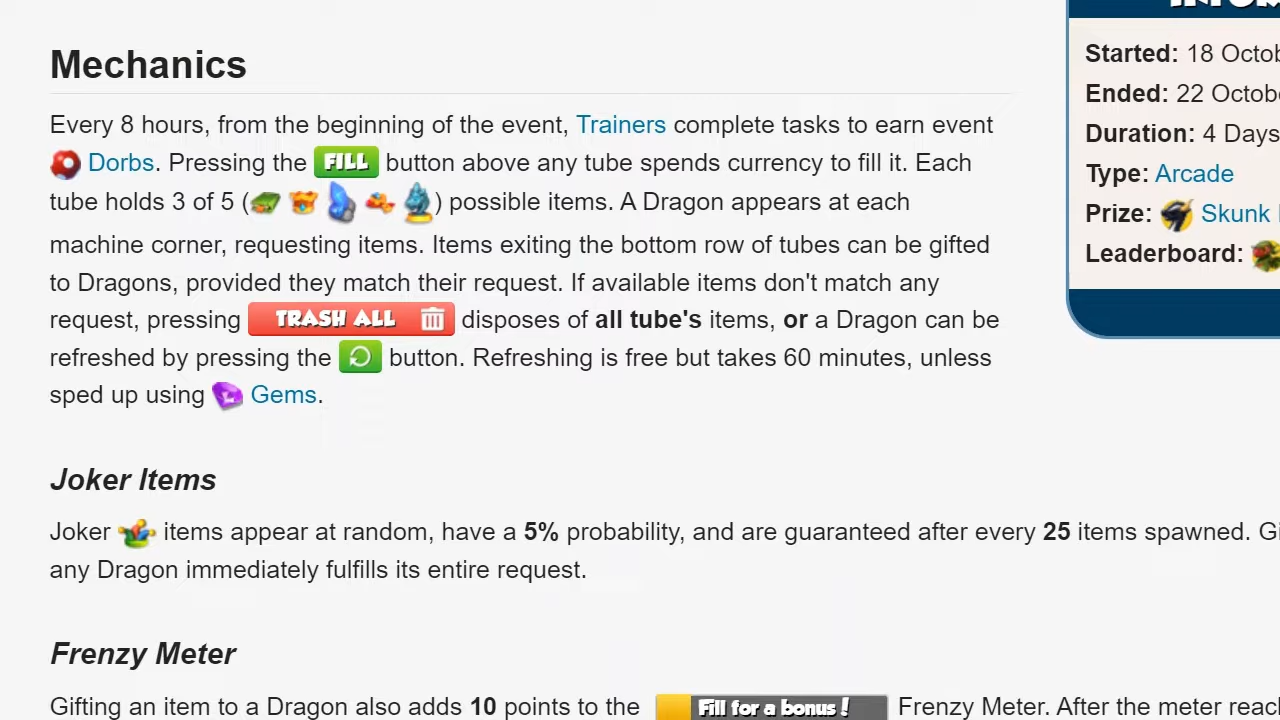 Mechanics
Every 8 hours, from the beginning of the event, Trainers complete tasks to earn event
Dorbs. Pressing the FILL button above any tube spends currency to fill it. Each
tube holds 3 of 5 ( ) possible items. A Dragon appears at each
machine corner, requesting items. Items exiting the bottom row of tubes can be gifted
to Dragons, provided they match their request. If available items don't match any
request, pressing TRASH ALL disposes of all tube's items, or a Dragon can be
refreshed by pressing the button. Refreshing is free but takes 60 minutes, unless
sped up using Gems.
Joker Items
Joker items appear at random, have a 5% probability, and are guaranteed after every 25 items spawned.
any Dragon immediately fulfills its entire request.
Frenzy Meter
Gifting an item to a Dragon also adds 10 points to the Fill for a bonus! Frenzy Meter. After the meter
Started: 18
Ended: 22
Duration: 4 Days
Type: Arcade
Prize: Skunk
Leaderboard: